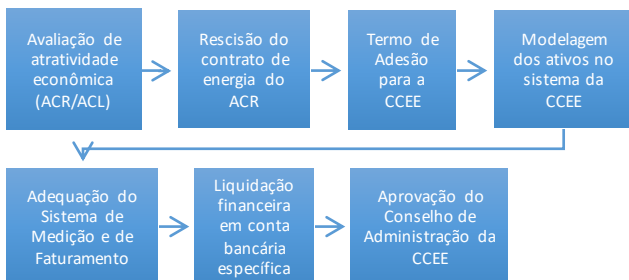 Avaliação de
atratividade
econômica
(ACR/ACL)
Rescisão do
contrato de
energia do
ACR
Termo de
Adesão
para a
CCEE
Modelagem
dos ativos no
sistema da
CCEE
Adequação do
Sistema de
Medição e de
Faturamento
Liquidação
financeira
em conta
bancária
específica
Aprovação do
Conselho de
Administração da
CCEE